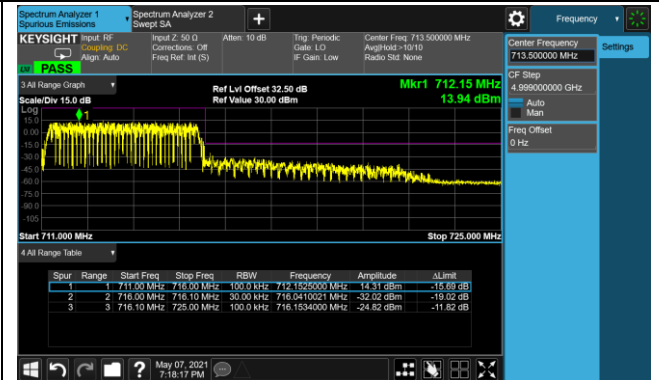 Spectrum Analyzer 1
Spurious Emissions
Spectrum Analyzer 2
Swept SA
Frequency
KEYSIGHT
Input: RF
Coupling: DC
Align: Auto
Input Z: 50 Ω
Corrections: Off
Freq Ref: Int (S)
Atten: 10 dB
Trig: Periodic
Gate: LO
IF Gain: Low
Center Freq: 713.500000 MHz
Avg|Hold:>10/10
Radio Std: None
PASS
Center Frequency
713.500000 MHz
Settings
CF Step
4.999000000 GHz
Auto
Man
Freq Offset
0 Hz
3 All Range Graph
Scale/Div 15.0 dB
Ref Lvl Offset 32.50 dB
Ref Value 30.00 dBm
Mkr1 712.15 MHz
13.94 dBm
Log
15.0
0.00
-15.0
-30.0
-45.0
-60.0
-75.0
-90.0
-105
1
Start 711.000 MHz
Stop 725.000 MHz
4 All Range Table
Spur Range Start Freq Stop Freq RBW Frequency Amplitude ΔLimit
1 1 711.00 MHz 716.00 MHz 100.0 kHz 712.1525000 MHz 14.31 dBm -15.69 dB
2 2 716.00 MHz 716.10 MHz 30.00 kHz 716.0410021 MHz -32.02 dBm -19.02 dB
3 3 716.10 MHz 725.00 MHz 100.0 kHz 716.1534000 MHz -24.82 dBm -11.82 dB
?
May 07, 2021
7:18:17 PM